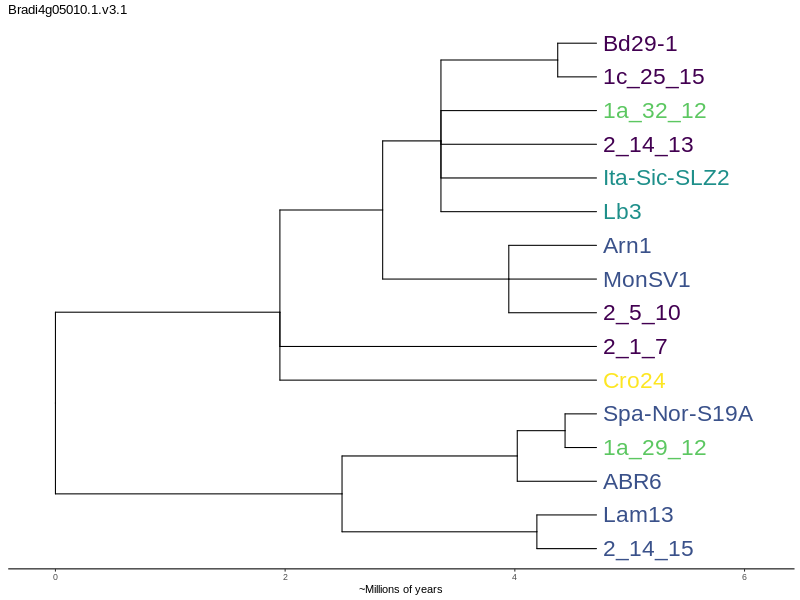 Bradi4g05010.1.v3.1
Bd29-1
1c_25_15
1a_32_12
2_14_13
Ita-Sic-SLZ2
Lb3
Arn1
MonSV1
2_5_10
2_1_7
Cro24
Spa-Nor-S19A
1a_29_12
ABR6
Lam13
2_14_15
0 2 4 6
~Millions of years